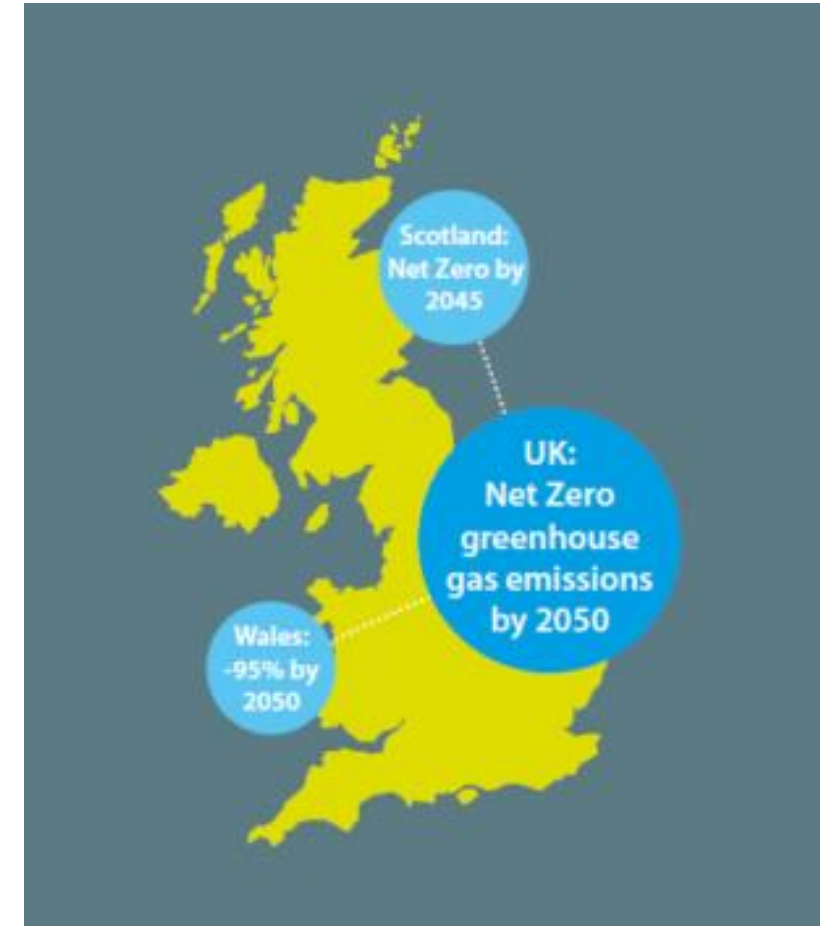 Scotland:
Net Zero by
2045
UK:
Net Zero
greenhouse
gas emissions
by 2050
Wales:
-95% by
2050